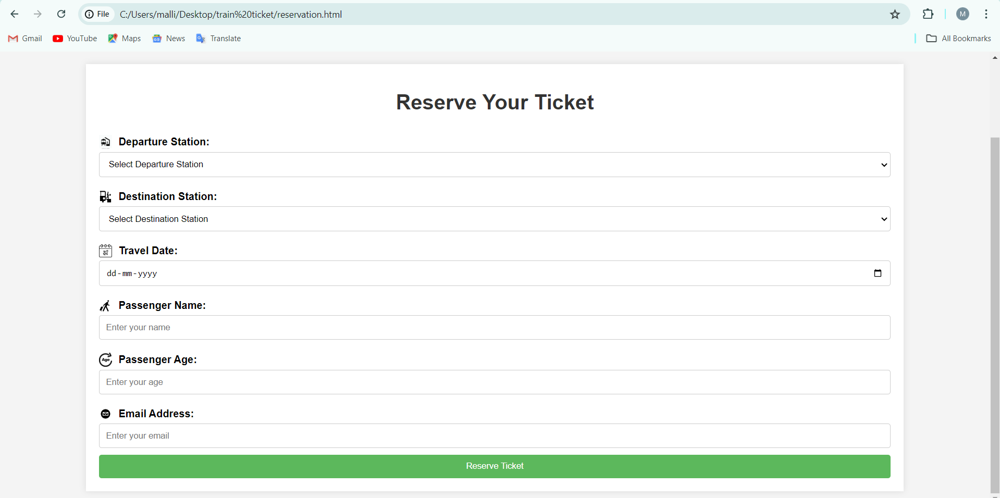 File C:/Users/malli/Desktop/train%20ticket/reservation.html M
Gmail YouTube Maps News Translate All Bookmarks
Reserve Your Ticket
Departure Station:
Select Departure Station
Destination Station:
Select Destination Station
Travel Date:
dd-mm-yyyy
Passenger Name:
Enter your name
Age Passenger Age:
Enter your age
Email Address:
Enter your email
Reserve Ticket